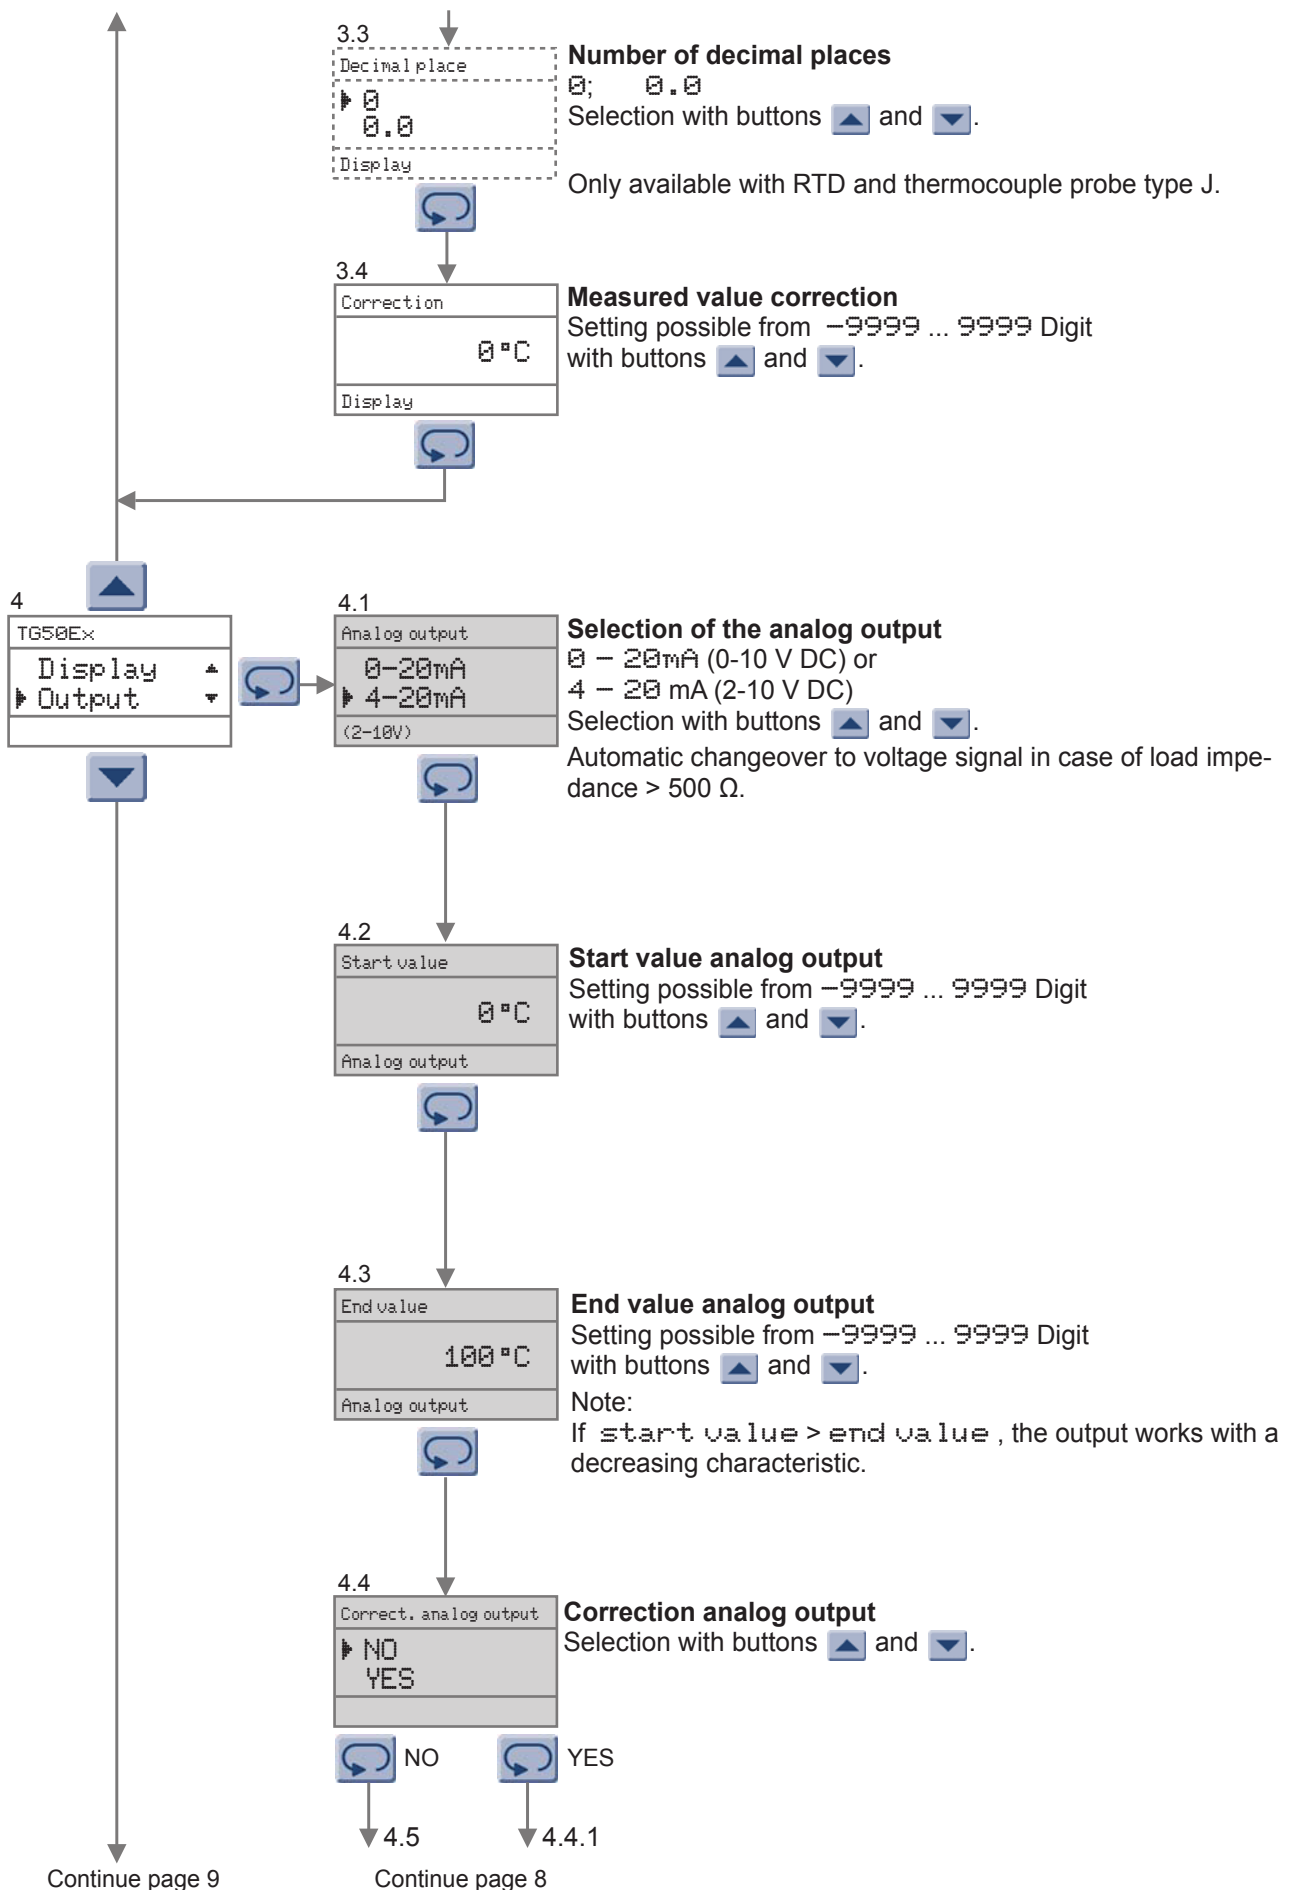 3.3
Decimal place
0
0.0
Display
Number of decimal places
0; 0.0
Selection with buttons and .
Only available with RTD and thermocouple probe type J.
3.4
Correction
0°C
Display
Measured value correction
Setting possible from −9999 ... 9999 Digit
with buttons and .
4
TG50Ex
Display
Output
4.1
Analog output
0−20mA
4−20mA
(2−10V)
Selection of the analog output
0 − 20mA (0-10 V DC) or
4 − 20 mA (2-10 V DC)
Selection with buttons and .
Automatic changeover to voltage signal in case of load impe-
dance > 500 Ω.
4.2
Start value
0°C
Analog output
Start value analog output
Setting possible from −9999 ... 9999 Digit
with buttons and .
4.3
End value
100°C
Analog output
End value analog output
Setting possible from −9999 ... 9999 Digit
with buttons and .
Note:
If start value > end value , the output works with a
decreasing characteristic.
4.4
Correct. analog output
NO
YES
Correction analog output
Selection with buttons and .
NO YES
4.5 4.4.1
Continue page 9 Continue page 8